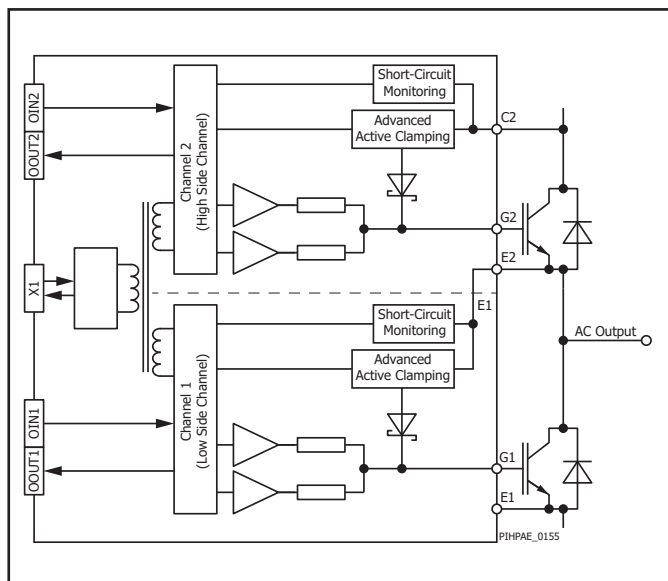 Short-Circuit
Monitoring
OIN2
C2
Advanced
Active Clamping
OOUT2
Channel 2
(High Side Channel)
G2
X1
E2
E1
Short-Circuit
Monitoring
AC Output
Advanced
Active Clamping
OIN1
Channel 1
(Low Side Channel)
OOUT1
G1
E1
PIHPAE_0155